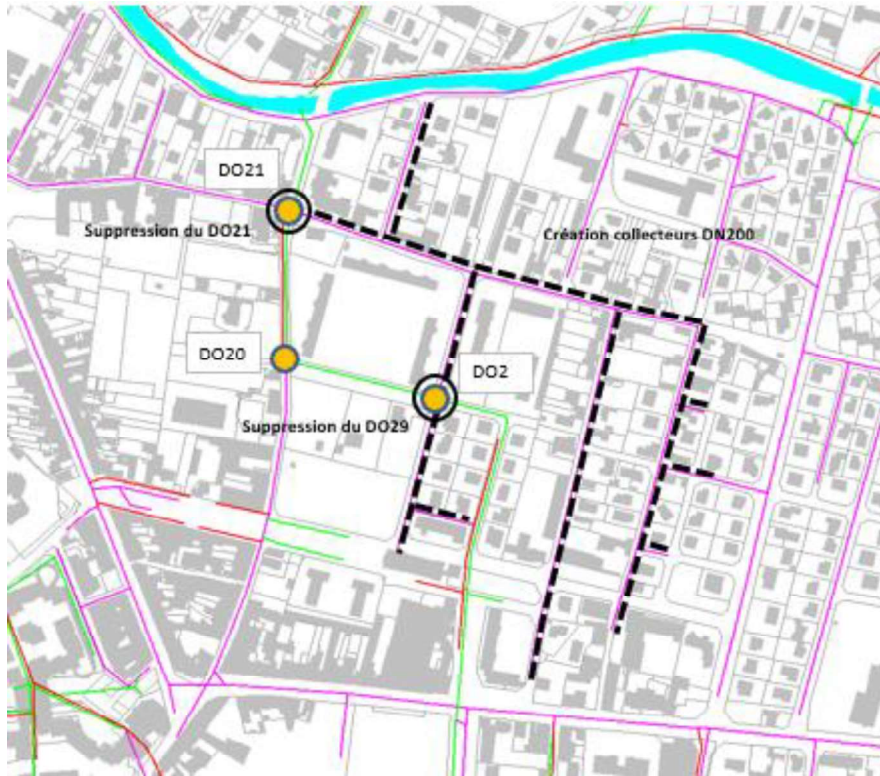 DO21
Suppression du DO21
Création collecteurs DN200
DO20
DO2
Suppression du DO29